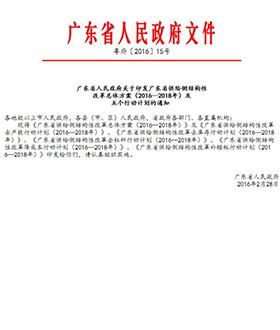 广东省人民政府文件
粤府〔2016〕15号
广东省人民政府关于印发广东省供给侧结构性
改革总体方案（2016—2018年）及
五个行动计划的通知
各地级以上市人民政府，各县（市、区）人民政府，省政府各部门、各直属机构：
现将《广东省供给侧结构性改革总体方案（2016—2018年）》及《广东省供给侧结构性改革
去产能行动计划（2016—2018年）》、《广东省供给侧结构性改革去库存行动计划（2016—2018
年）》、《广东省供给侧结构性改革去杠杆行动计划（2016—2018年）》、《广东省供给侧结构性
改革降成本行动计划（2016—2018年）》、《广东省供给侧结构性改革补短板行动计划（201
6—2018年）》印发给你们，请认真组织实施。
广东省人民政府
2016年2月28日